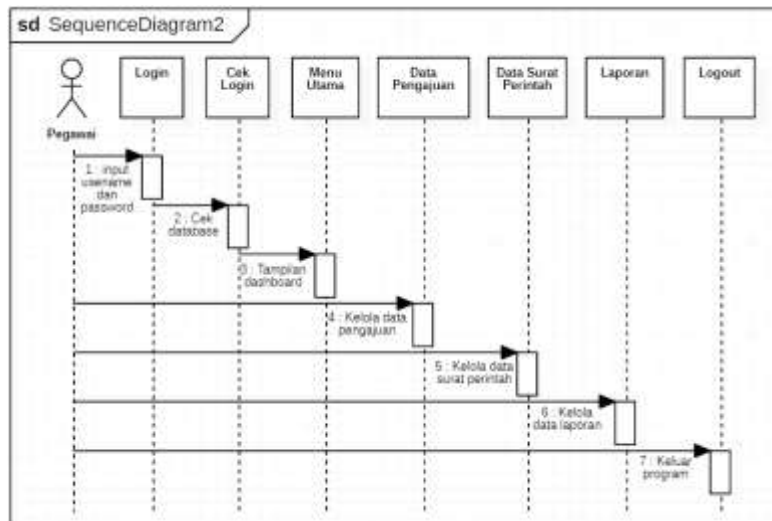 sd SequenceDiagram2
Login
Cek
Login
Menu
Utama
Data
Pengajuan
Data Surat
Perintah
Laporan
Logout
Pegawai
1 : input
usename
dan
password
2 : Cek
database
3 : Tampilan
dashboard
4 : Kelola data
pengajuan
5 : Kelola data
surat perintah
6 : Kelola
data laporan
7 : Keluar
program